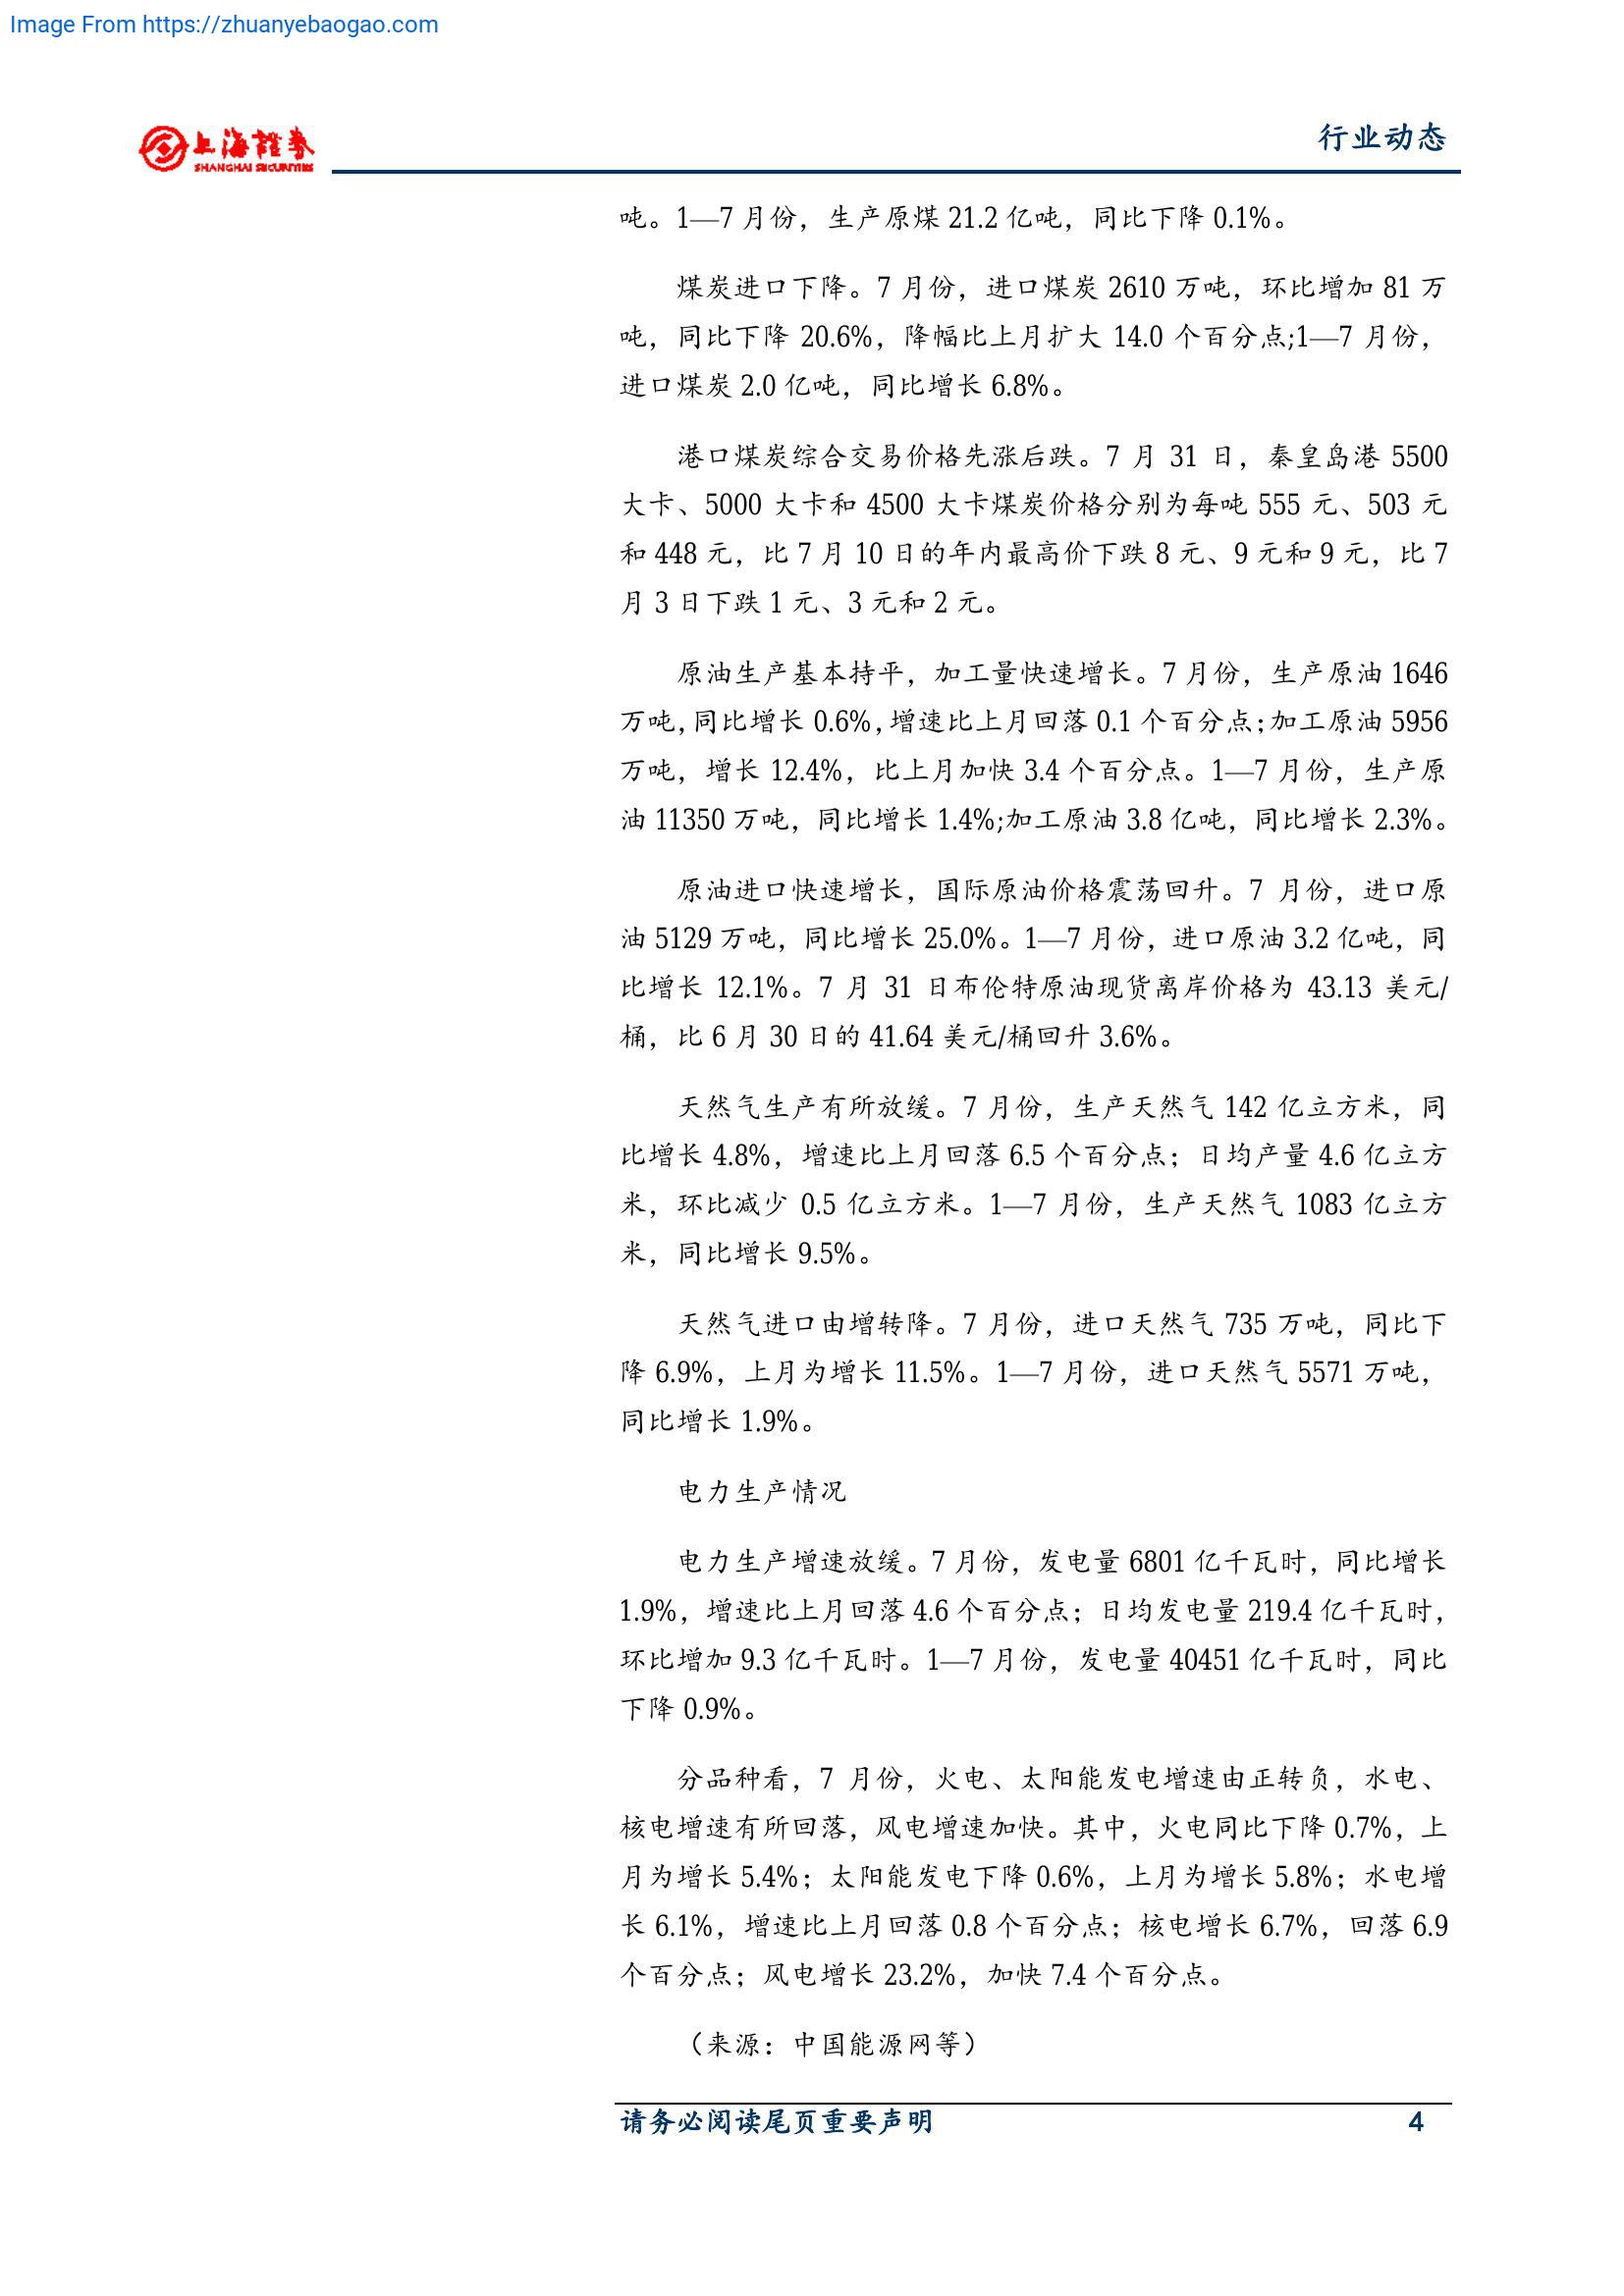 Image From https://zhuanyebaogao.com
上海證券
SHANGHAI SECURITIES
行业动态
吨。1—7 月份，生产原煤 21.2 亿吨，同比下降 0.1%。
煤炭进口下降。7 月份，进口煤炭 2610 万吨，环比增加 81 万
吨，同比下降 20.6%，降幅比上月扩大 14.0 个百分点;1—7 月份，
进口煤炭 2.0 亿吨，同比增长 6.8%。
港口煤炭综合交易价格先涨后跌。7 月 31 日，秦皇岛港 5500
大卡、5000 大卡和 4500 大卡煤炭价格分别为每吨 555 元、503 元
和 448 元，比 7 月 10 日的年内最高价下跌 8 元、9 元和 9 元，比 7
月 3 日下跌 1 元、3 元和 2 元。
原油生产基本持平，加工量快速增长。7 月份，生产原油 1646
万吨，同比增长 0.6%，增速比上月回落 0.1 个百分点;加工原油 5956
万吨，增长 12.4%，比上月加快 3.4 个百分点。1—7 月份，生产原
油 11350 万吨，同比增长 1.4%;加工原油 3.8 亿吨，同比增长 2.3%。
原油进口快速增长，国际原油价格震荡回升。7 月份，进口原
油 5129 万吨，同比增长 25.0%。1—7 月份，进口原油 3.2 亿吨，同
比增长 12.1%。7 月 31 日布伦特原油现货离岸价格为 43.13 美元/
桶，比 6 月 30 日的 41.64 美元/桶回升 3.6%。
天然气生产有所放缓。7 月份，生产天然气 142 亿立方米，同
比增长 4.8%，增速比上月回落 6.5 个百分点；日均产量 4.6 亿立方
米，环比减少 0.5 亿立方米。1—7 月份，生产天然气 1083 亿立方
米，同比增长 9.5%。
天然气进口由增转降。7 月份，进口天然气 735 万吨，同比下
降 6.9%，上月为增长 11.5%。1—7 月份，进口天然气 5571 万吨，
同比增长 1.9%。
电力生产情况
电力生产增速放缓。7 月份，发电量 6801 亿千瓦时，同比增长
1.9%，增速比上月回落 4.6 个百分点；日均发电量 219.4 亿千瓦时，
环比增加 9.3 亿千瓦时。1—7 月份，发电量 40451 亿千瓦时，同比
下降 0.9%。
分品种看，7 月份，火电、太阳能发电增速由正转负，水电、
核电增速有所回落，风电增速加快。其中，火电同比下降 0.7%，上
月为增长 5.4%；太阳能发电下降 0.6%，上月为增长 5.8%；水电增
长 6.1%，增速比上月回落 0.8 个百分点；核电增长 6.7%，回落 6.9
个百分点；风电增长 23.2%，加快 7.4 个百分点。
（来源：中国能源网等）
请务必阅读尾页重要声明
4